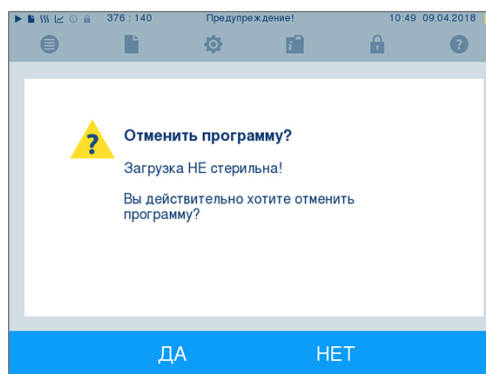 376 : 140 Предупреждение! 10:49 09.04.2018
Отменить программу?
Загрузка НЕ стерильна!
Вы действительно хотите отменить
программу?
ДА НЕТ